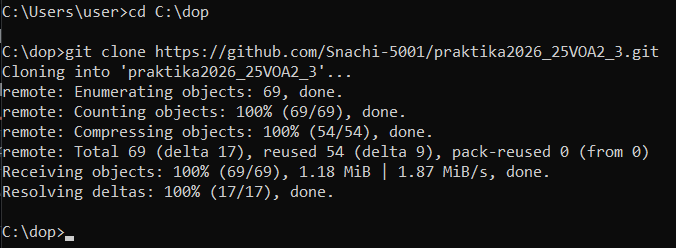 C:\Users\user>cd C:\dop
C:\dop>git clone https://github.com/Snachi-5001/praktika2026_25VOA2_3.git
Cloning into 'praktika2026_25VOA2_3'...
remote: Enumerating objects: 69, done.
remote: Counting objects: 100% (69/69), done.
remote: Compressing objects: 100% (54/54), done.
remote: Total 69 (delta 17), reused 54 (delta 9), pack-reused 0 (from 0)
Receiving objects: 100% (69/69), 1.18 MiB | 1.87 MiB/s, done.
Resolving deltas: 100% (17/17), done.
C:\dop>